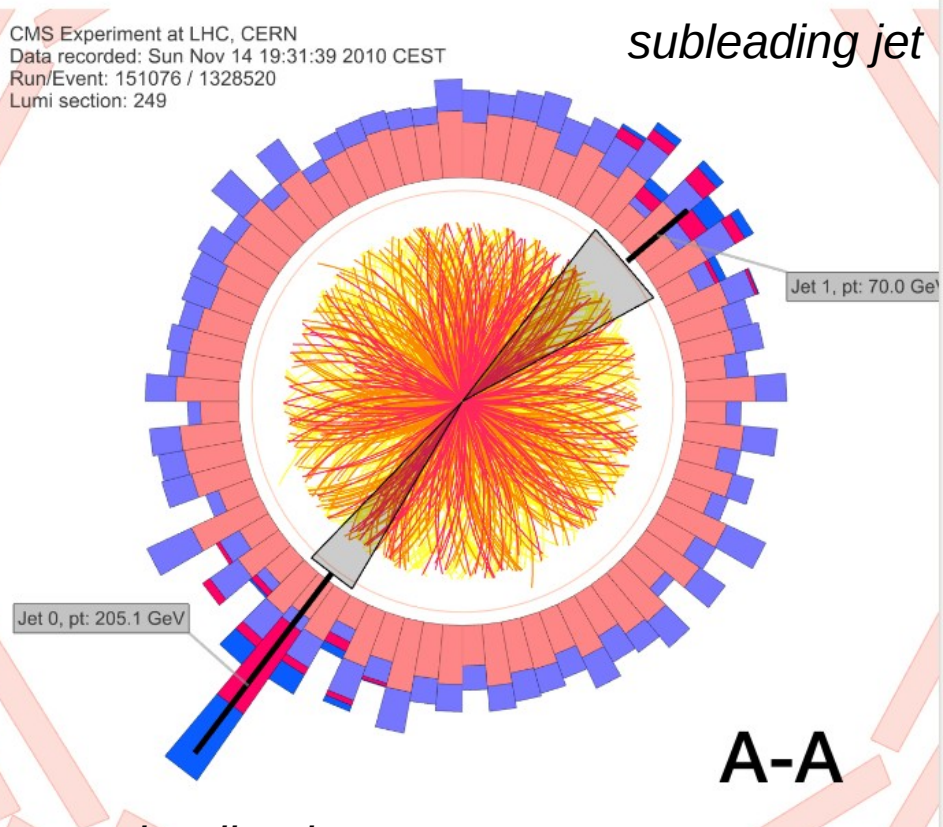 CMS Experiment at LHC, CERN
Data recorded: Sun Nov 14 19:31:39 2010 CEST
Run/Event: 151076 / 1328520
Lumi section: 249
subleading jet
Jet 1, pt: 70.0 GeV
Jet 0, pt: 205.1 GeV
A-A